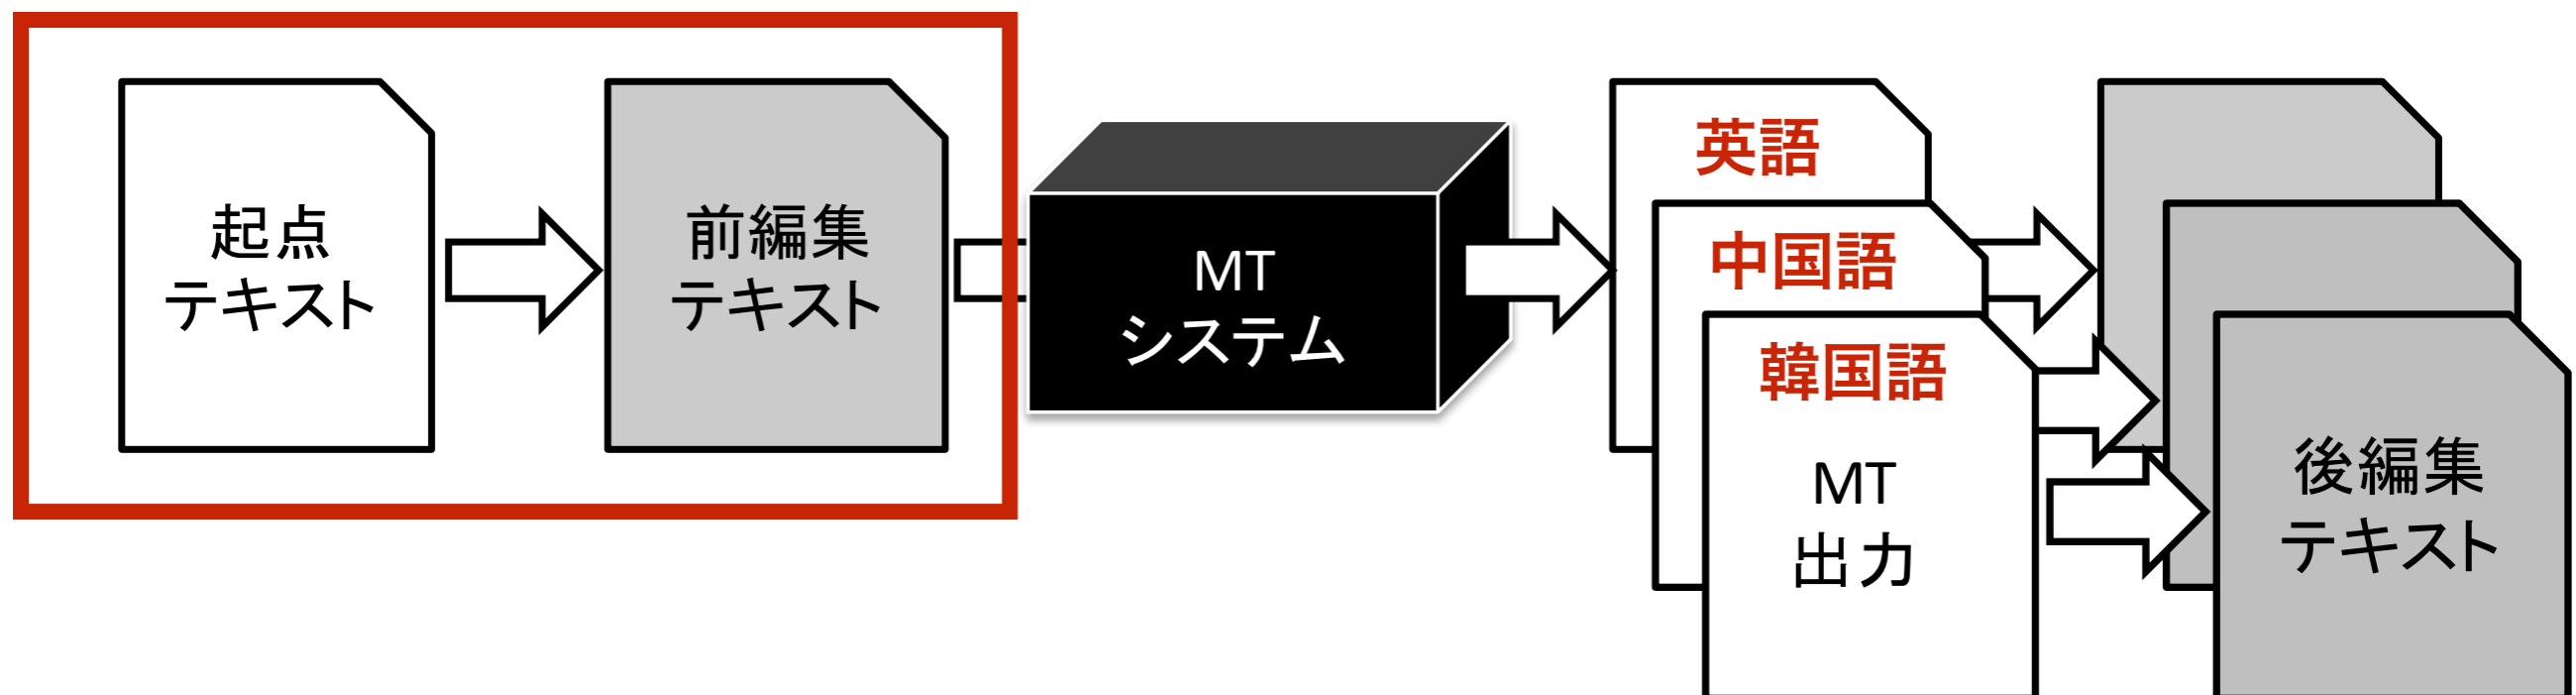 起点
テキスト
前編集
テキスト
MT
システム
英語
中国語
韓国語
MT
出力
後編集
テキスト